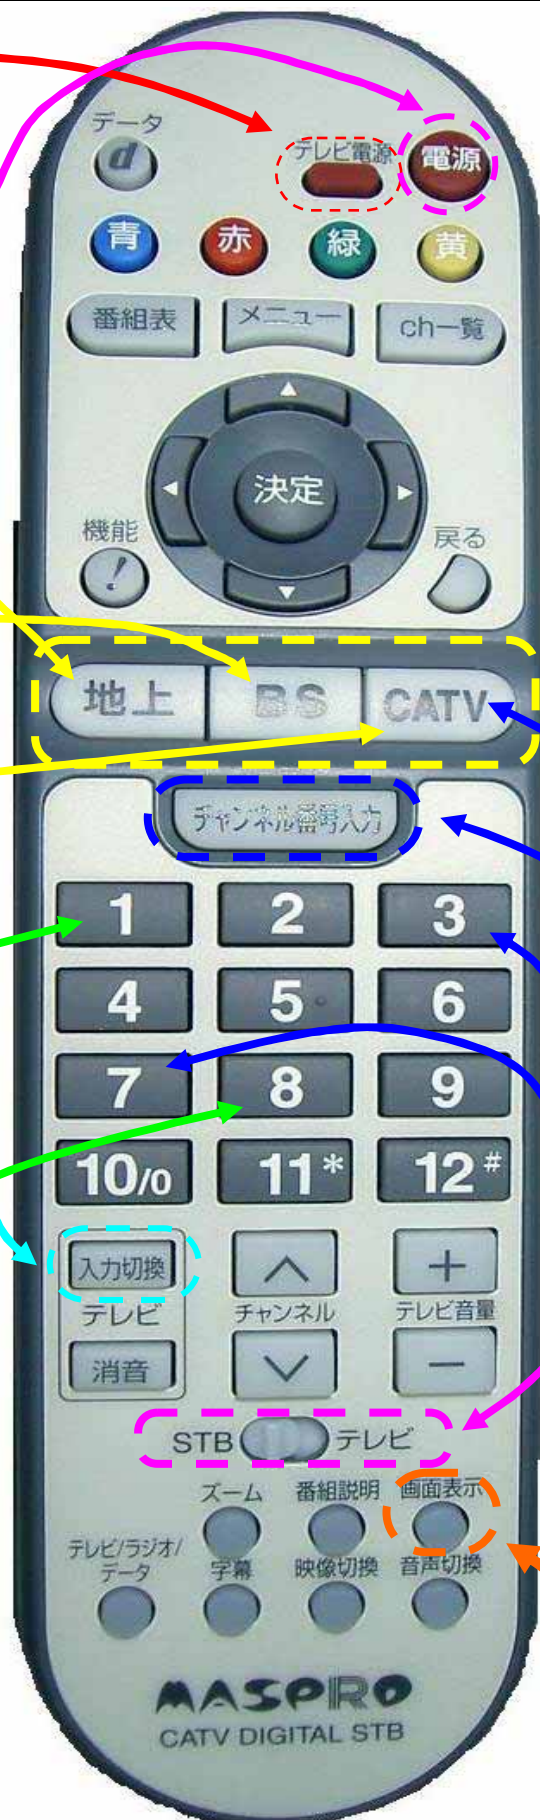 データ
d
テレビ電源
電源
青
赤
緑
黄
番組表
メニュー
ch一覧
決定
機能
!
戻る
地上
BS
CATV
チャンネル番号入力
1
2
3
4
5
6
7
8
9
10/0
11*
12#
入力切換
テレビ
消音
チャンネル
+
テレビ音量
−
STB
テレビ
ズーム
番組説明
画面表示
テレビ/ラジオ/
データ
字幕
映像切換
音声切換
MASPRO
CATV DIGITAL STB